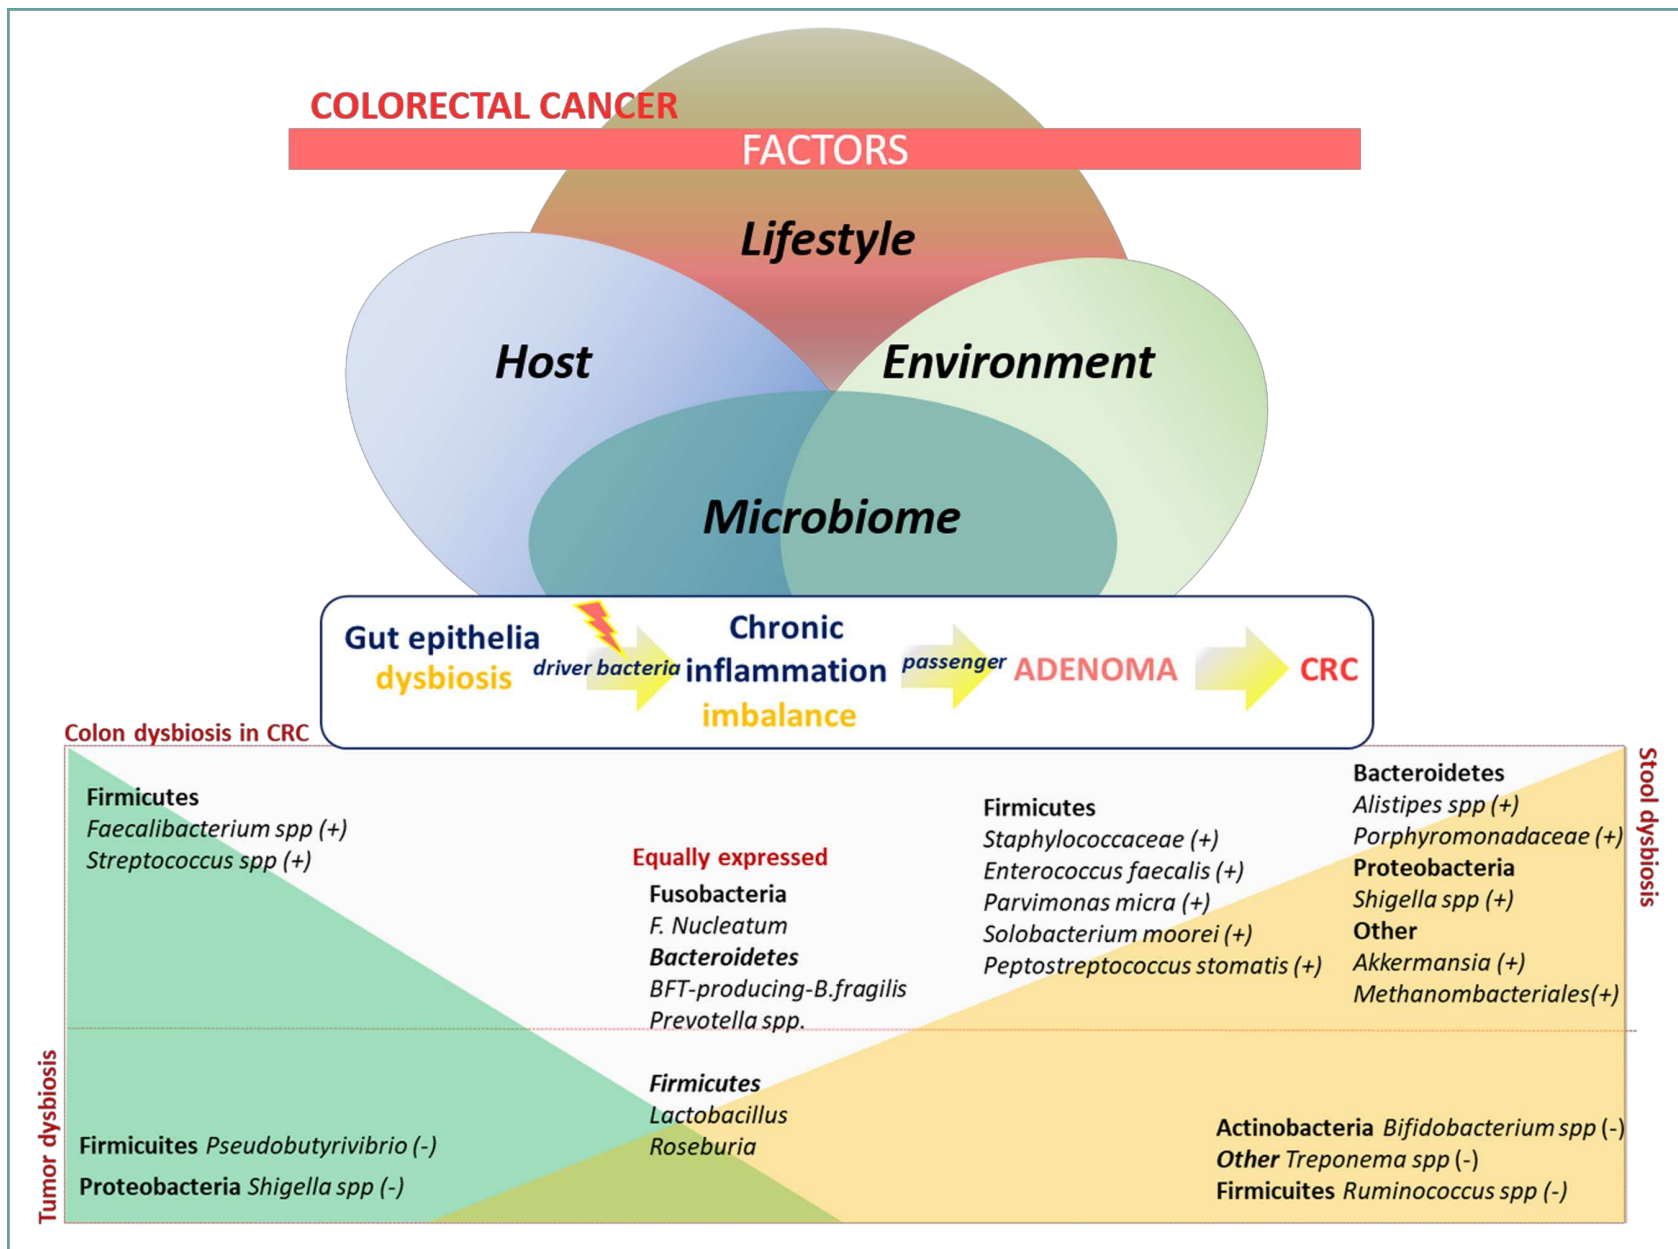 COLORECTAL CANCER
FACTORS
Lifestyle
Host
Environment
Microbiome
Gut epithelia
dysbiosis
driver bacteria
Chronic
inflammation
imbalance
passenger
ADENOMA
CRC
Colon dysbiosis in CRC
Firmicutes
Faecalibacterium spp (+)
Streptococcus spp (+)
Equally expressed
Fusobacteria
F. Nucleatum
Bacteroidetes
BFT-producing-B.fragilis
Prevotella spp.
Firmicutes
Staphylococcaceae (+)
Enterococcus faecalis (+)
Parvimonas micra (+)
Solobacterium moorei (+)
Peptostreptococcus stomatis (+)
Bacteroidetes
Alistipes spp (+)
Porphyromonadaceae (+)
Proteobacteria
Shigella spp (+)
Other
Akkermansia (+)
Methanombacteriales(+)
Stool dysbiosis
Tumor dysbiosis
Firmicuites Pseudobutyrivibrio (-)
Proteobacteria Shigella spp (-)
Firmicutes
Lactobacillus
Roseburia
Actinobacteria Bifidobacterium spp (-)
Other Treponema spp (-)
Firmicuites Ruminococcus spp (-)